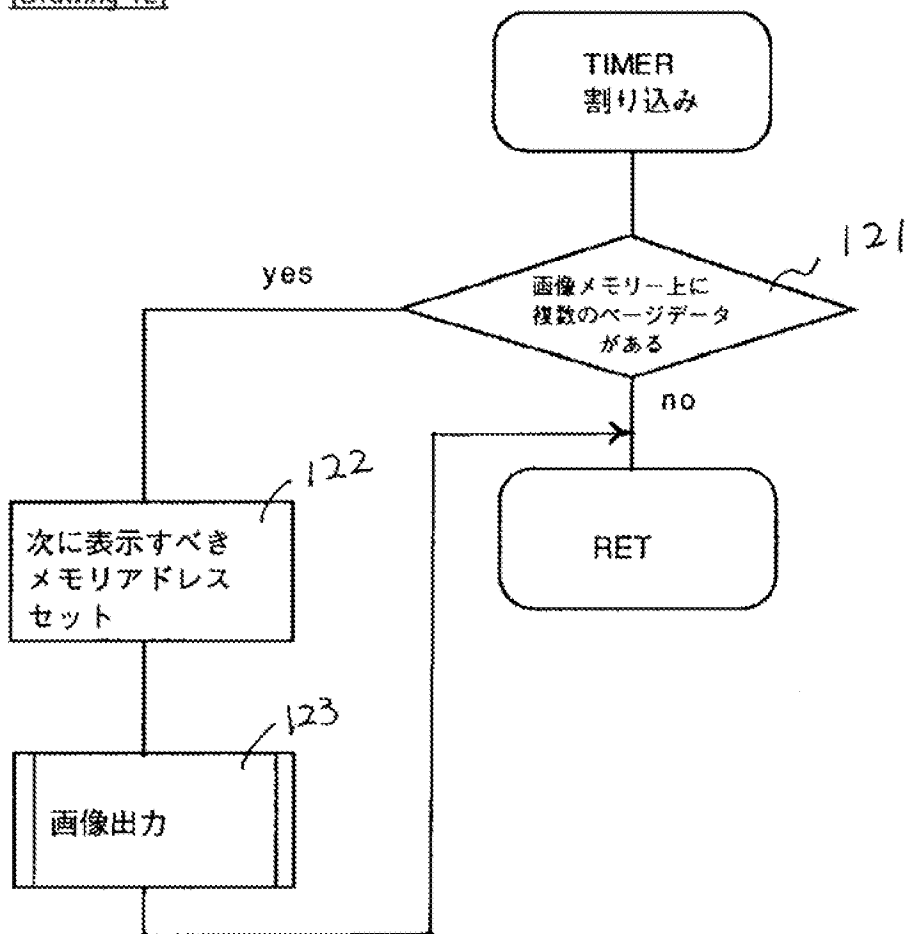 TIMER
割り込み
121
yes
画像メモリー上に
複数のページデータ
がある
no
122
次に表示すべき
メモリアドレス
セット
RET
123
画像出力